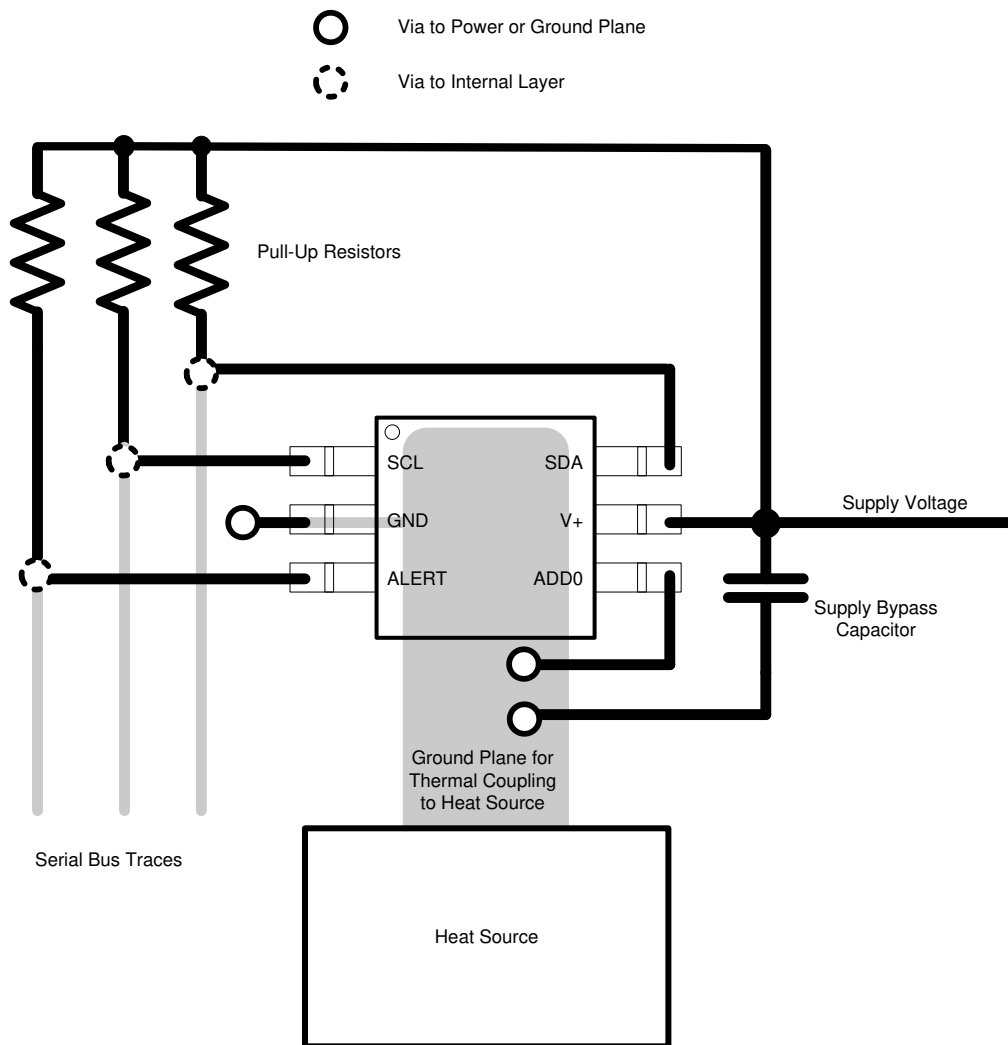 Via to Power or Ground Plane
Via to Internal Layer
Pull-Up Resistors
SCL
SDA
GND
V+
ALERT
ADD0
Supply Voltage
Supply Bypass
Capacitor
Ground Plane for
Thermal Coupling
to Heat Source
Serial Bus Traces
Heat Source